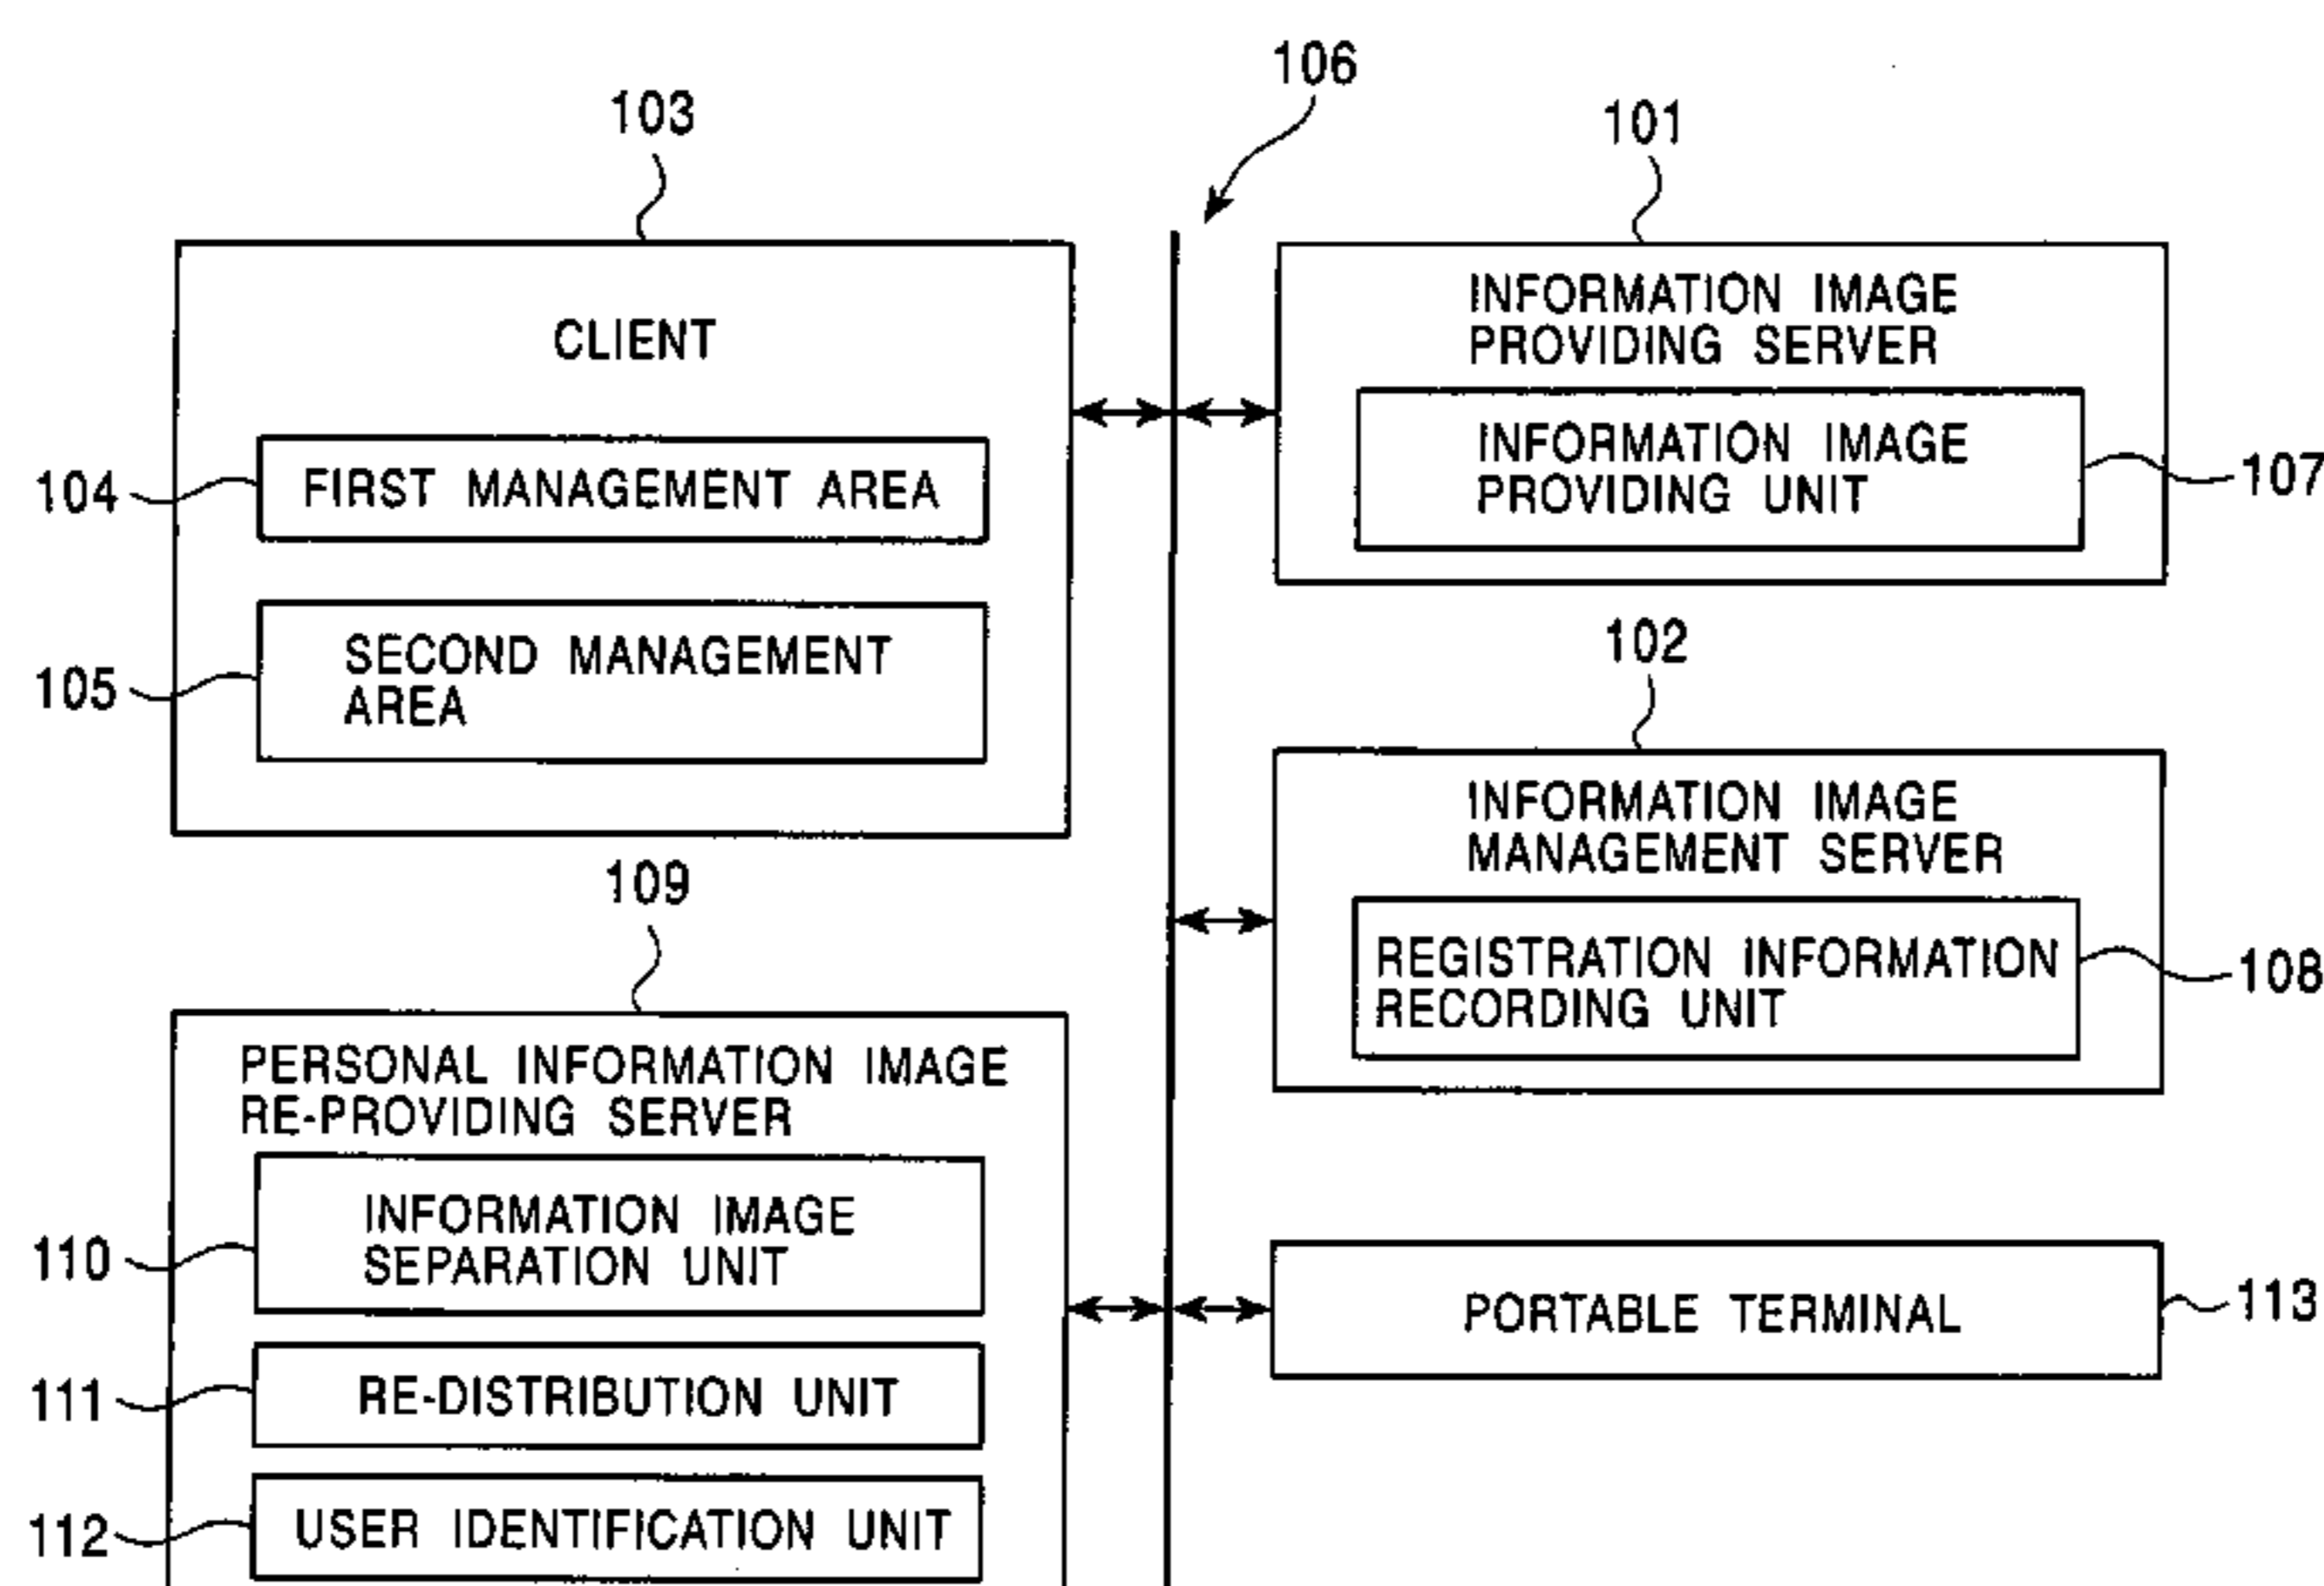 106
103
101
CLIENT
INFORMATION IMAGE
PROVIDING SERVER
104
FIRST MANAGEMENT AREA
INFORMATION IMAGE
PROVIDING UNIT
107
105
SECOND MANAGEMENT
AREA
102
INFORMATION IMAGE
MANAGEMENT SERVER
REGISTRATION INFORMATION
RECORDING UNIT
108
109
PERSONAL INFORMATION IMAGE
RE-PROVIDING SERVER
110
INFORMATION IMAGE
SEPARATION UNIT
PORTABLE TERMINAL
113
111
RE-DISTRIBUTION UNIT
112
USER IDENTIFICATION UNIT